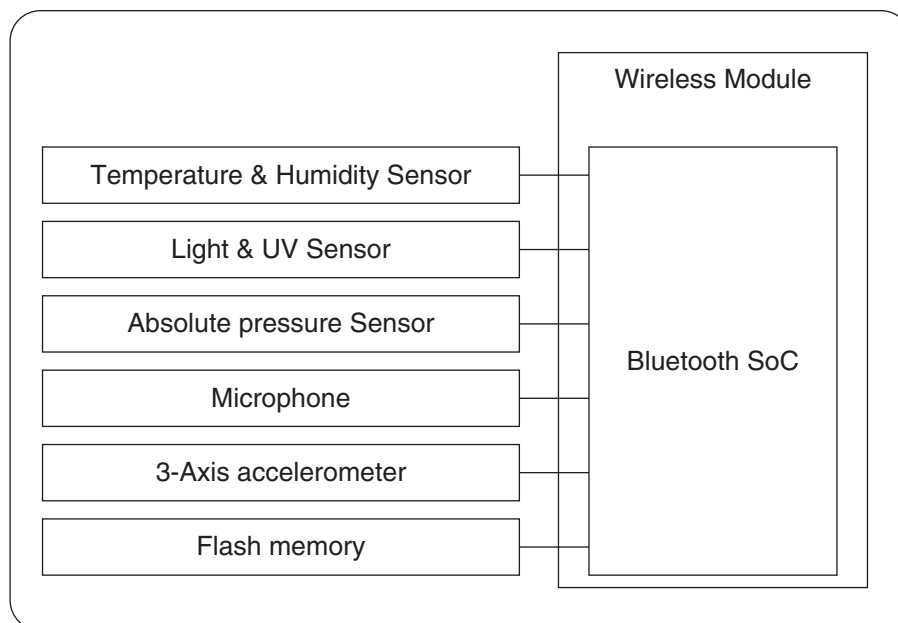 Wireless Module
Temperature & Humidity Sensor
Light & UV Sensor
Absolute pressure Sensor
Bluetooth SoC
Microphone
3-Axis accelerometer
Flash memory